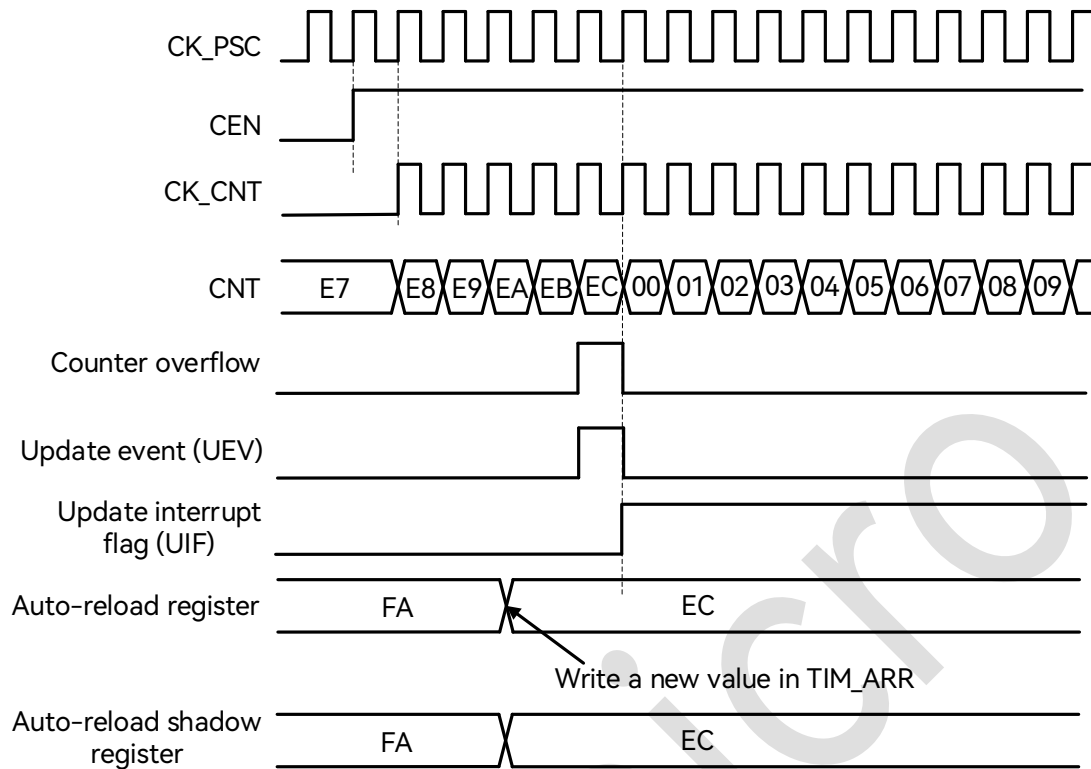 CK_PSC
CEN
CK_CNT
CNT E7 E8 E9 EA EB EC 00 01 02 03 04 05 06 07 08 09
Counter overflow
Update event (UEV)
Update interrupt
flag (UIF)
Auto-reload register FA EC
Write a new value in TIM_ARR
Auto-reload shadow
register FA EC
icro